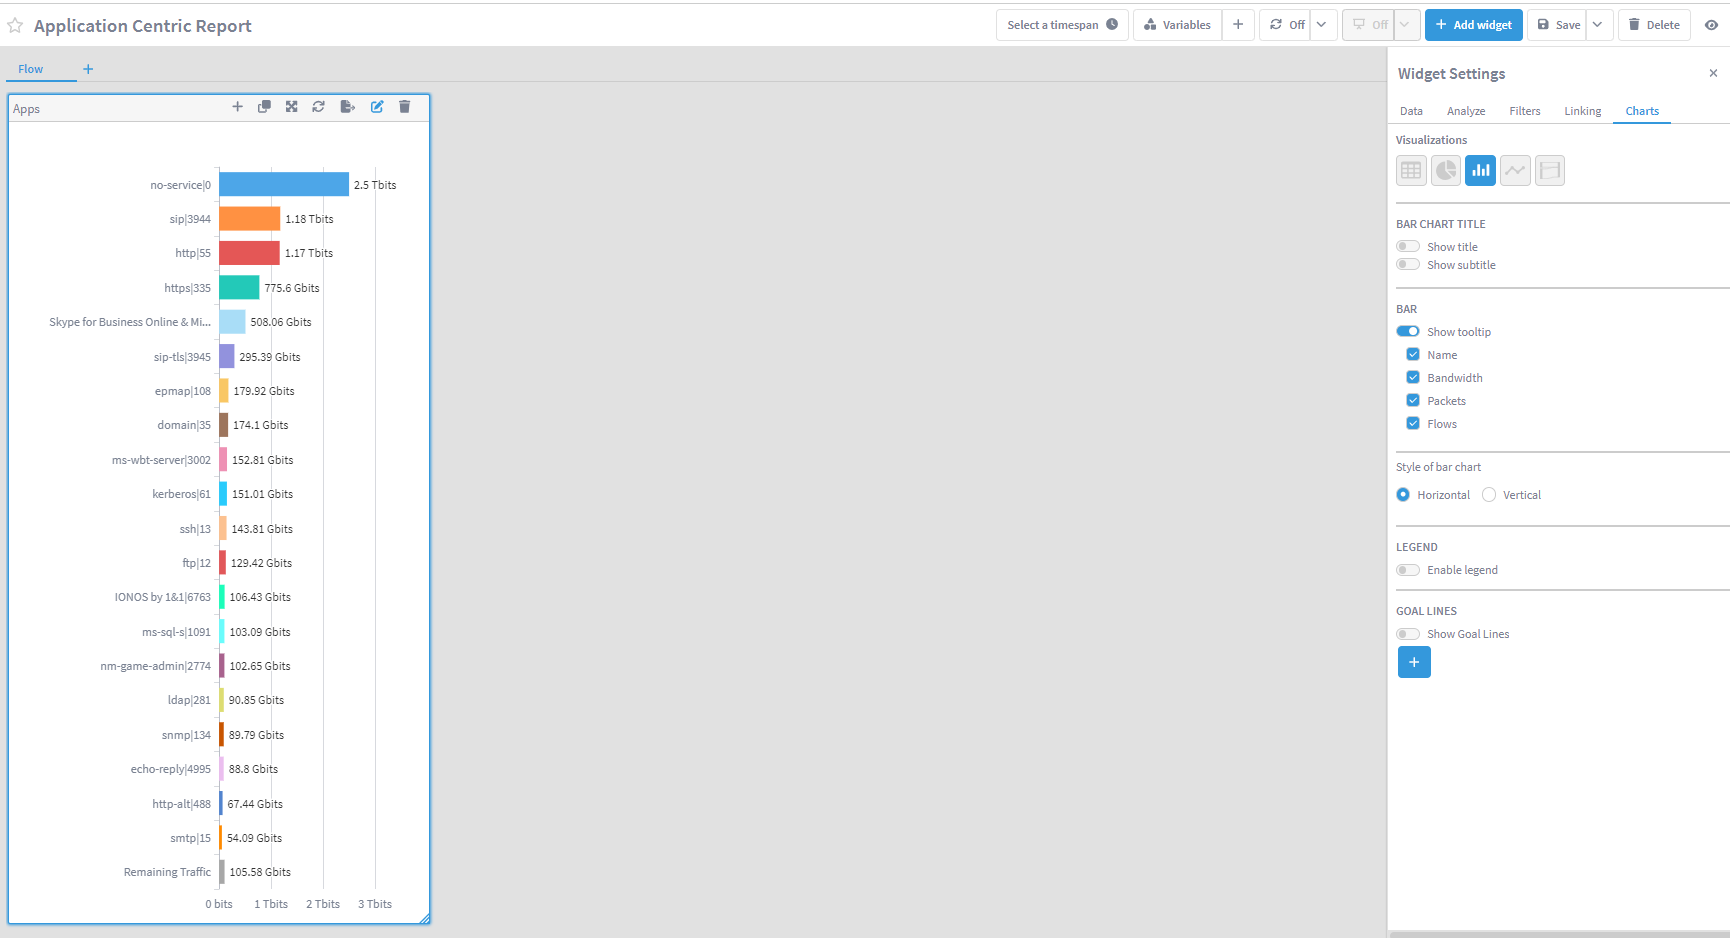 Application Centric Report
Select a timespan
Variables
Off
Off
Add widget
Save
Delete
Flow
Apps
no-service|0 2.5 Tbits
sip|3944 1.18 Tbits
http|55 1.17 Tbits
https|335 775.6 Gbits
Skype for Business Online & Mi... 508.06 Gbits
sip-tls|3945 295.39 Gbits
epmap|108 179.92 Gbits
domain|35 174.1 Gbits
ms-wbt-server|3002 152.81 Gbits
kerberos|61 151.01 Gbits
ssh|13 143.81 Gbits
ftp|12 129.42 Gbits
IONOS by 1&1|6763 106.43 Gbits
ms-sql-s|1091 103.09 Gbits
nm-game-admin|2774 102.65 Gbits
ldap|281 90.85 Gbits
snmp|134 89.79 Gbits
echo-reply|4995 88.8 Gbits
http-alt|488 67.44 Gbits
smtp|15 54.09 Gbits
Remaining Traffic 105.58 Gbits
0 bits 1 Tbits 2 Tbits 3 Tbits
Widget Settings
Data Analyze Filters Linking Charts
Visualizations
BAR CHART TITLE
Show title
Show subtitle
BAR
Show tooltip
Name
Bandwidth
Packets
Flows
Style of bar chart
Horizontal Vertical
LEGEND
Enable legend
GOAL LINES
Show Goal Lines